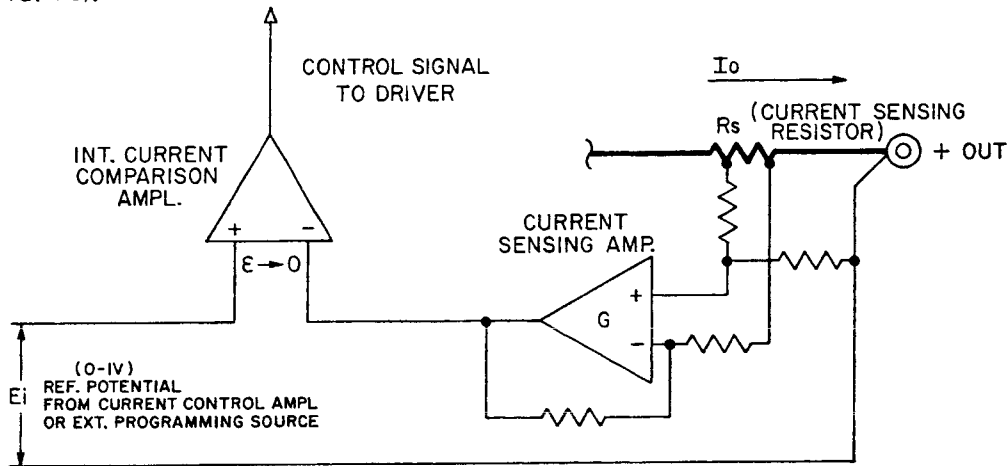 CONTROL SIGNAL
TO DRIVER
INT. CURRENT
COMPARISON
AMPL.
+ −
ε→0
Io
(CURRENT SENSING
RESISTOR)
Rs
+ OUT
CURRENT
SENSING AMP.
+
G
−
Ei
(0-1V)
REF. POTENTIAL
FROM CURRENT CONTROL AMPL
OR EXT. PROGRAMMING SOURCE